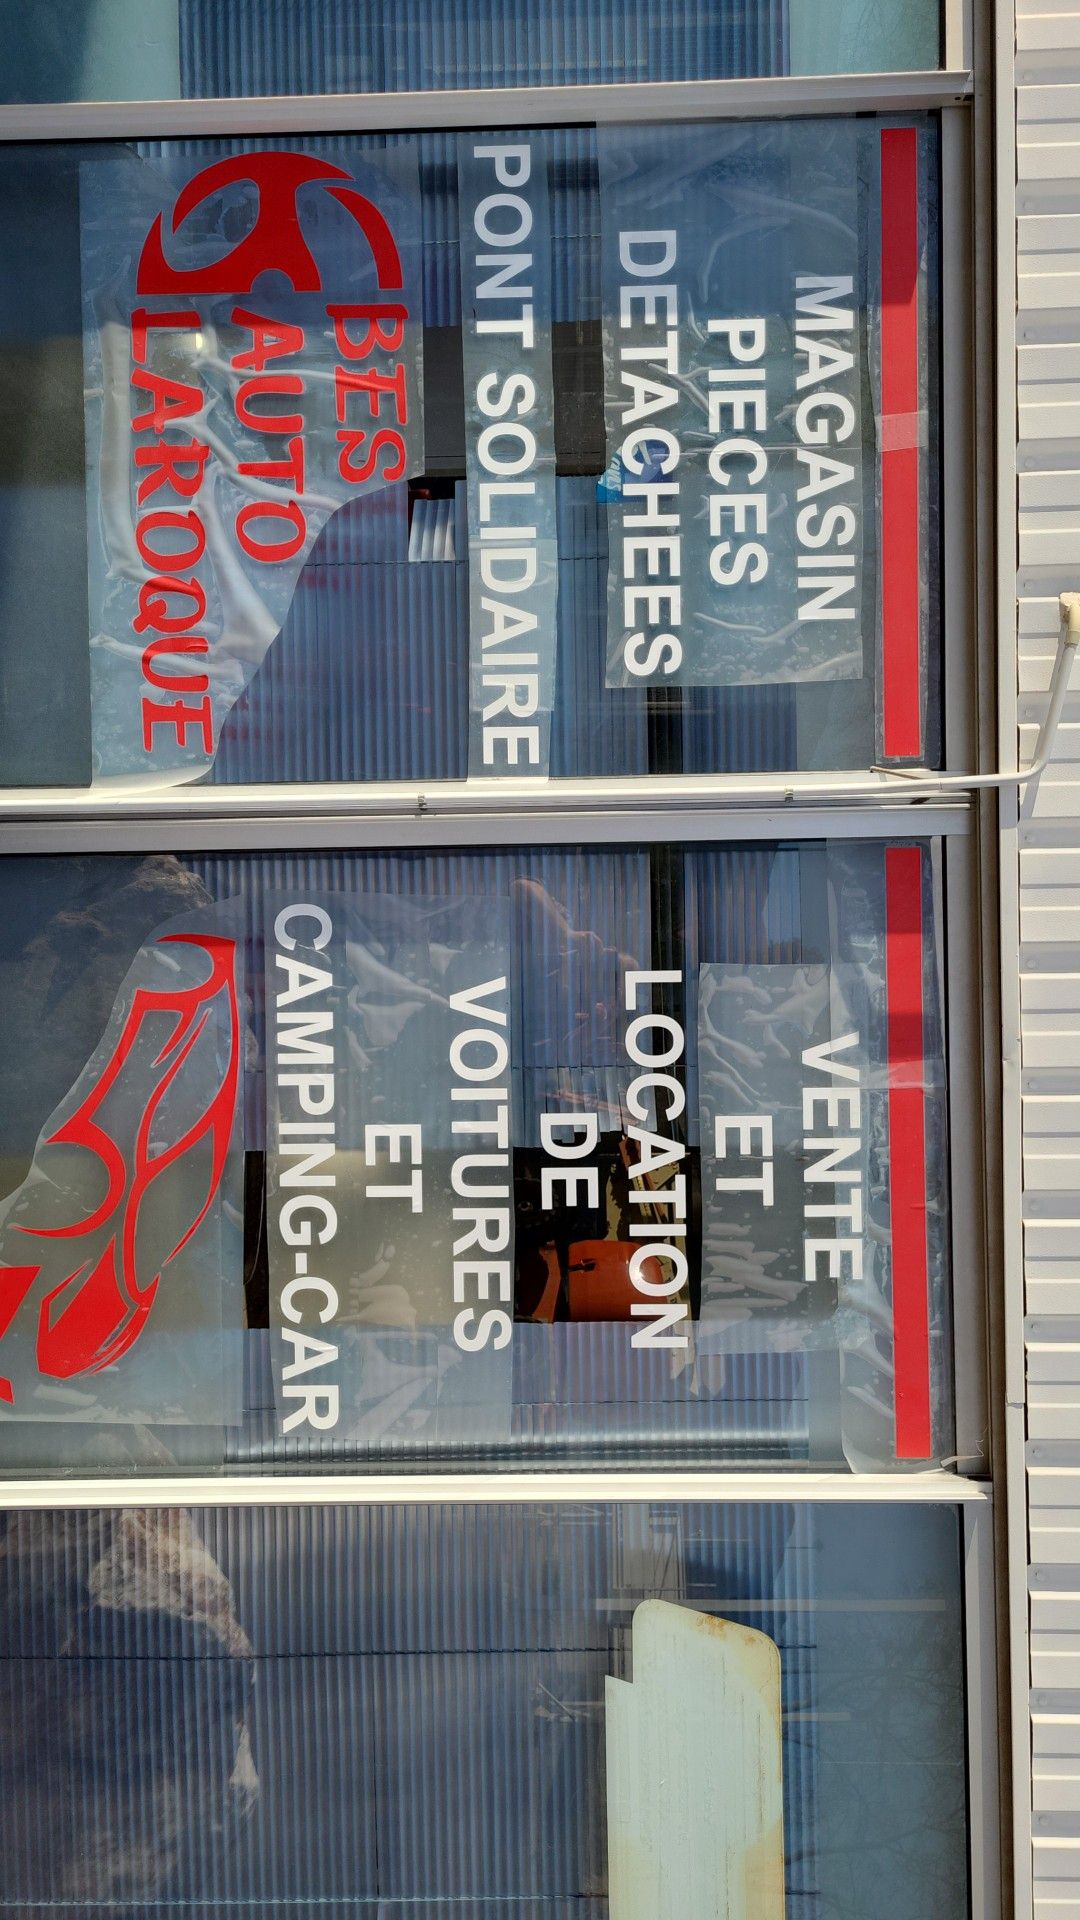 MAGASIN
PIECES
DETACHEES
PONT SOLIDAIRE
BES
AUTO
LAROQUE
VENTE
ET
LOCATION
DE
VOITURES
ET
CAMPING-CAR